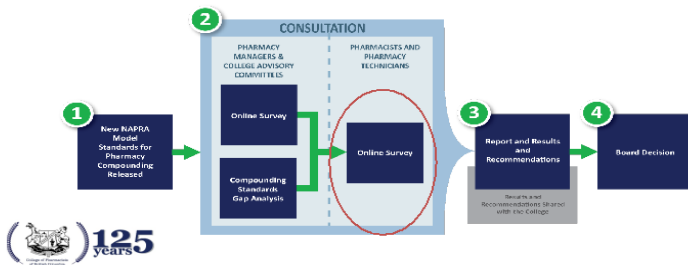 2
CONSULTATION
PHARMACY
MANAGERS &
COLLEGE ADVISORY
COMMITTELS
PHARMACISTS AND
PHARMACY
TECHNICIANS
1
New NAPRA
Model
Standards for
Pharmacy
Compounding
Released
Online Survey
Compounding
Standards
Gap Analysis
Online Survey
3
Report and Results
and
Recommendations
Results and
Recommendations Shared
with the College
4
Board Decision
125
years